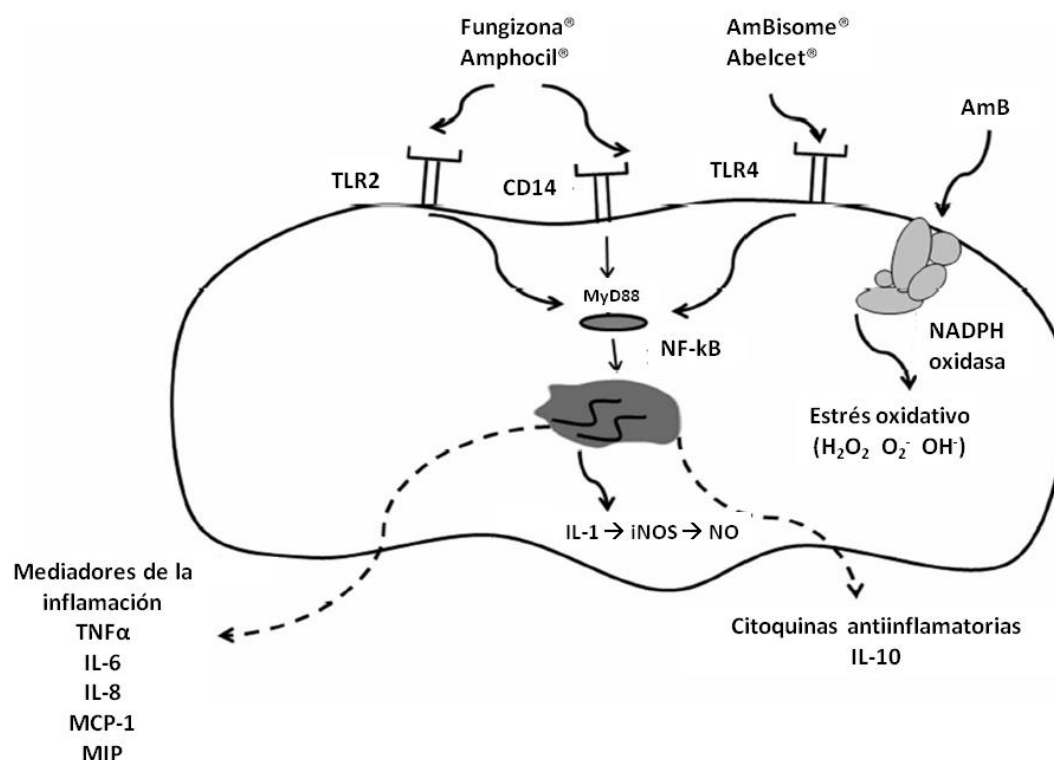 Fungizona®
Amphocil®
AmBisome®
Abelcet®
AmB
TLR2
CD14
TLR4
MyD88
NF-kB
NADPH
oxidasa
Estrés oxidativo
(H₂O₂ O₂⁻ OH⁻)
IL-1 → iNOS → NO
Mediadores de la
inflamación
TNFα
IL-6
IL-8
MCP-1
MIP
Citoquinas antiinflamatorias
IL-10